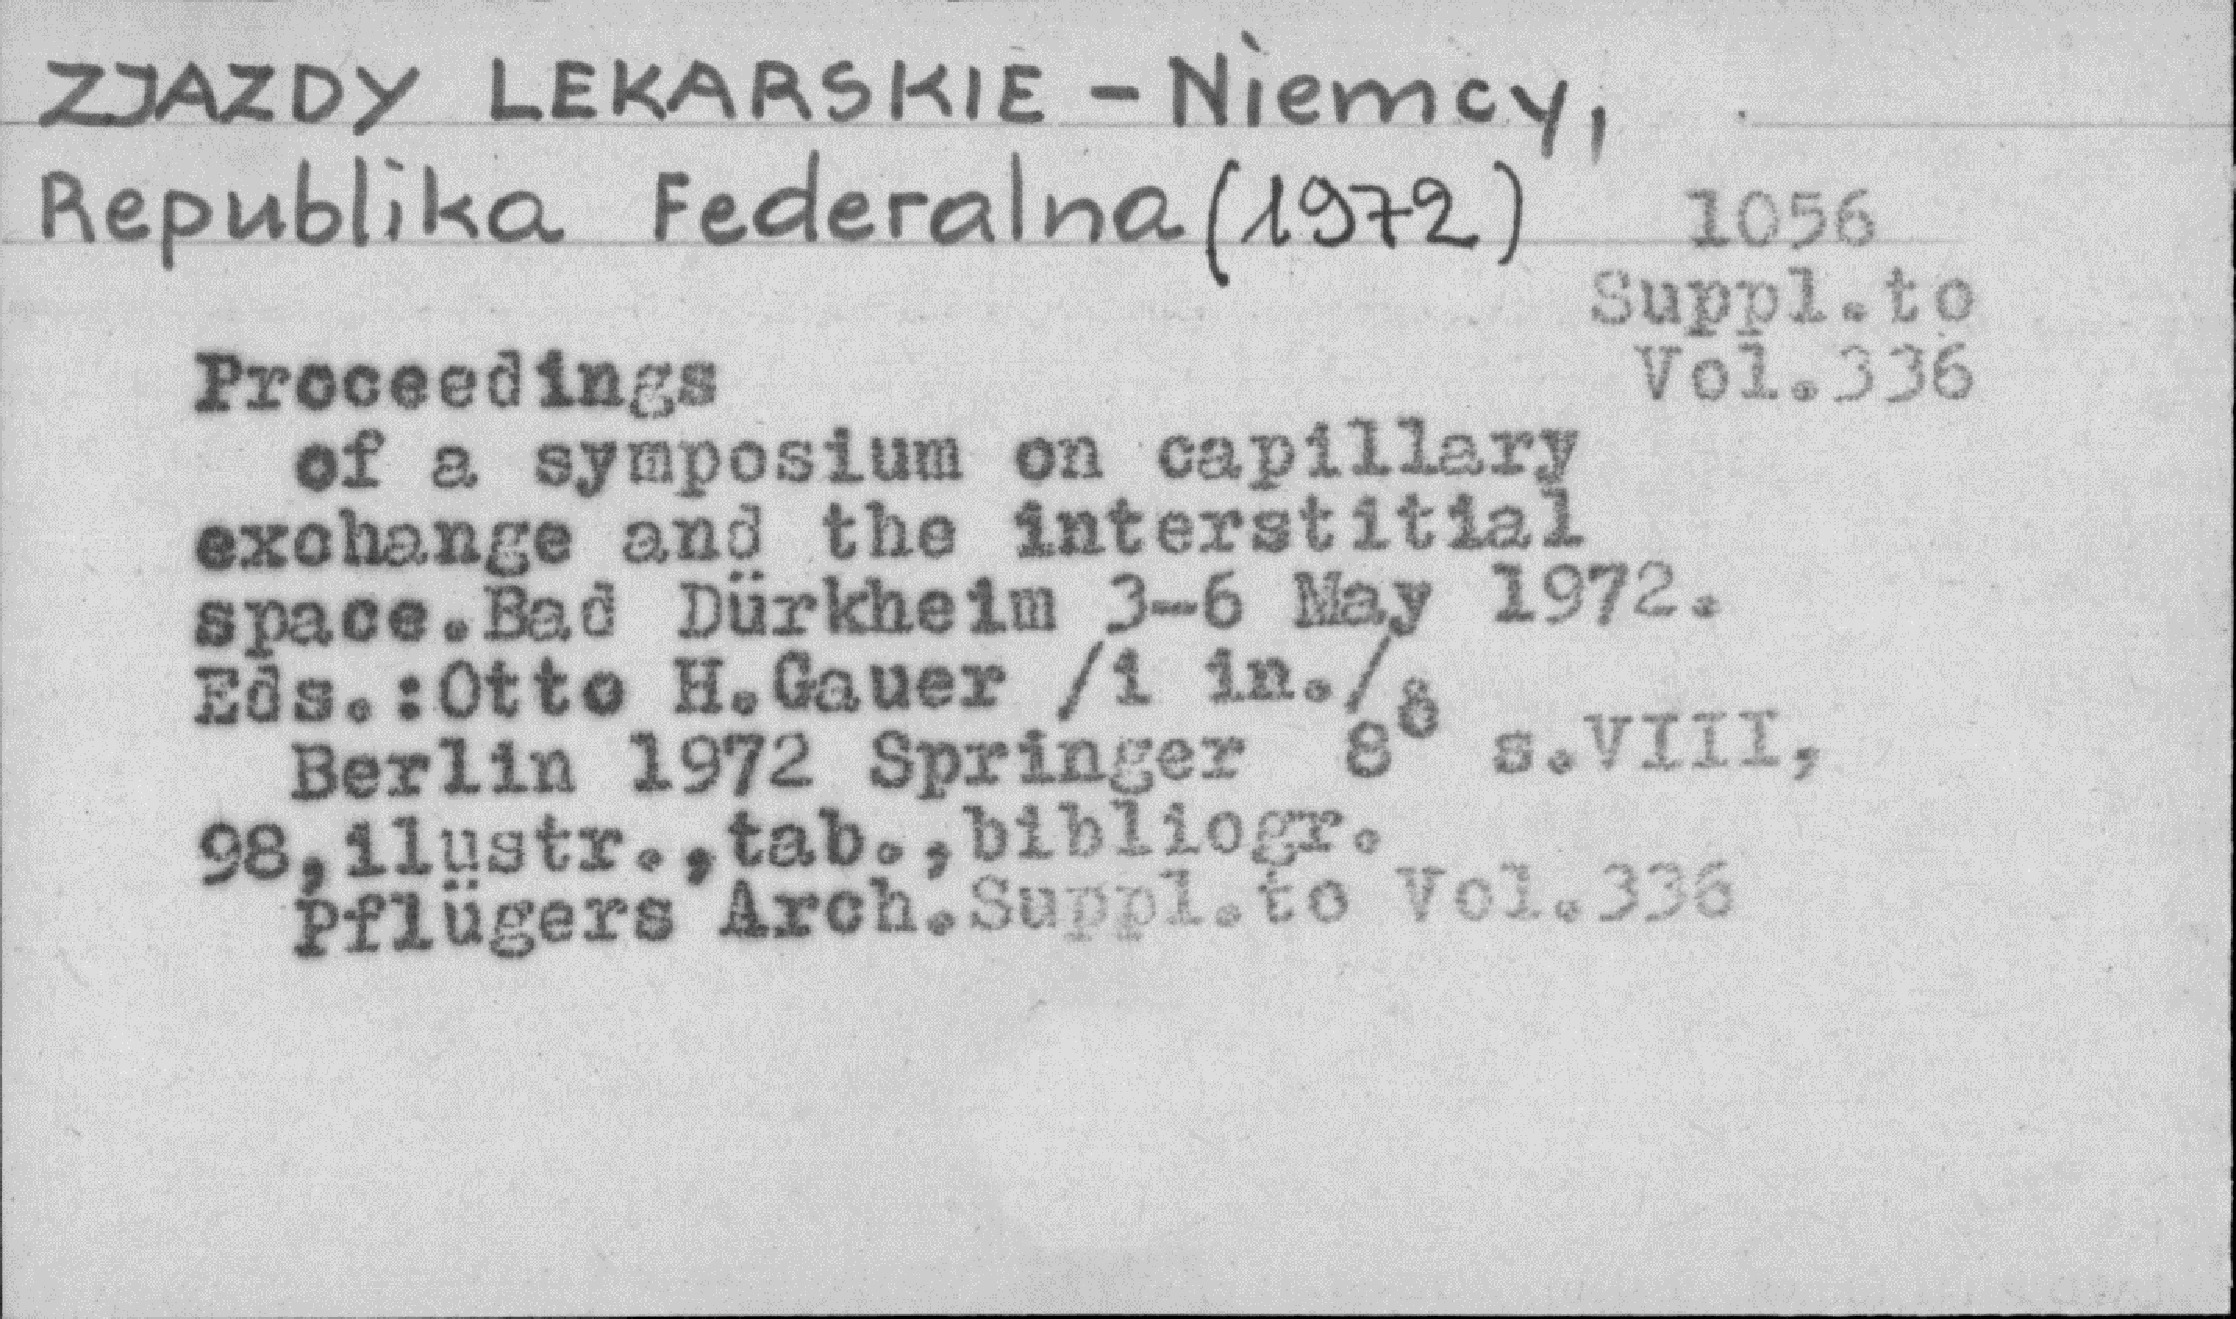 ZJAZDY LEKARSKIE - Niemcy,
Republika Federalna (1972)
1056
Suppl.to
Vol.336
Proceedings
of a symposium on capillary
exchange and the interstitial
space.Bad Dürkheim 3-6 May 1972.
Eds.:Otto H.Gauer /i in./
Berlin 1972 Springer 8° s.VIII,
98,ilustr.,tab.,bibliogr.
Pflügers Arch.Suppl.to Vol.336